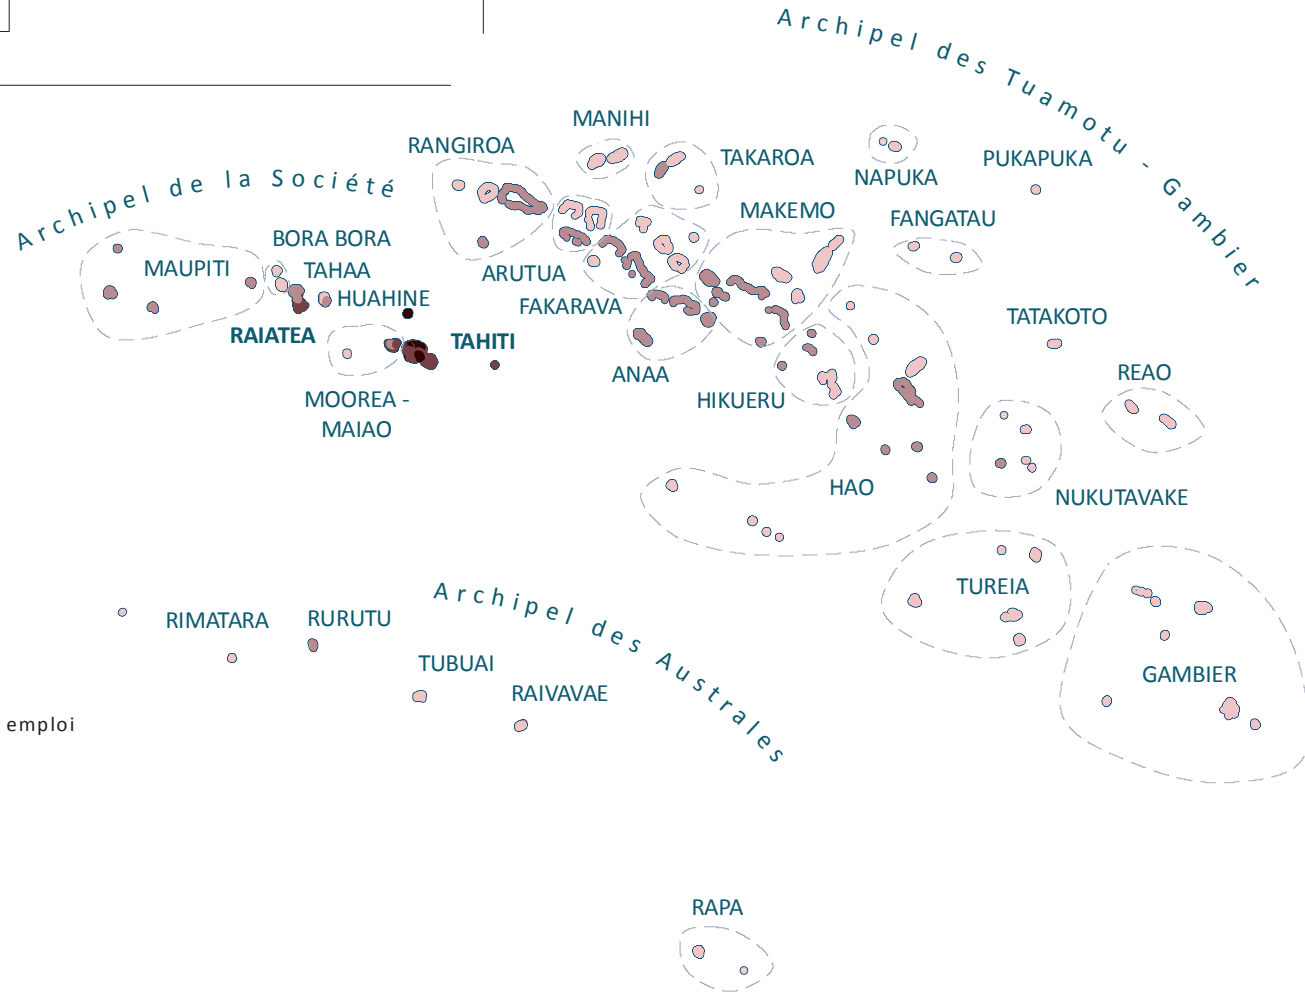 Archipel des Tuamotu - Gambier
MANIHI
RANGIROA
TAKAROA
PUKAPUKA
NAPUKA
Archipel de la Société
MAKEMO
FANGATAU
BORA BORA
MAUPITI
TAHAA
ARUTUA
HUAHINE
FAKARAVA
TATAKOTO
RAIATEA
TAHITI
ANAA
REAO
MOOREA -
MAIAO
HIKUERU
HAO
NUKUTAVAKE
TUREIA
Archipel des Australes
RIMATARA
RURUTU
TUBUAI
RAIVAVAE
GAMBIER
emploi
RAPA